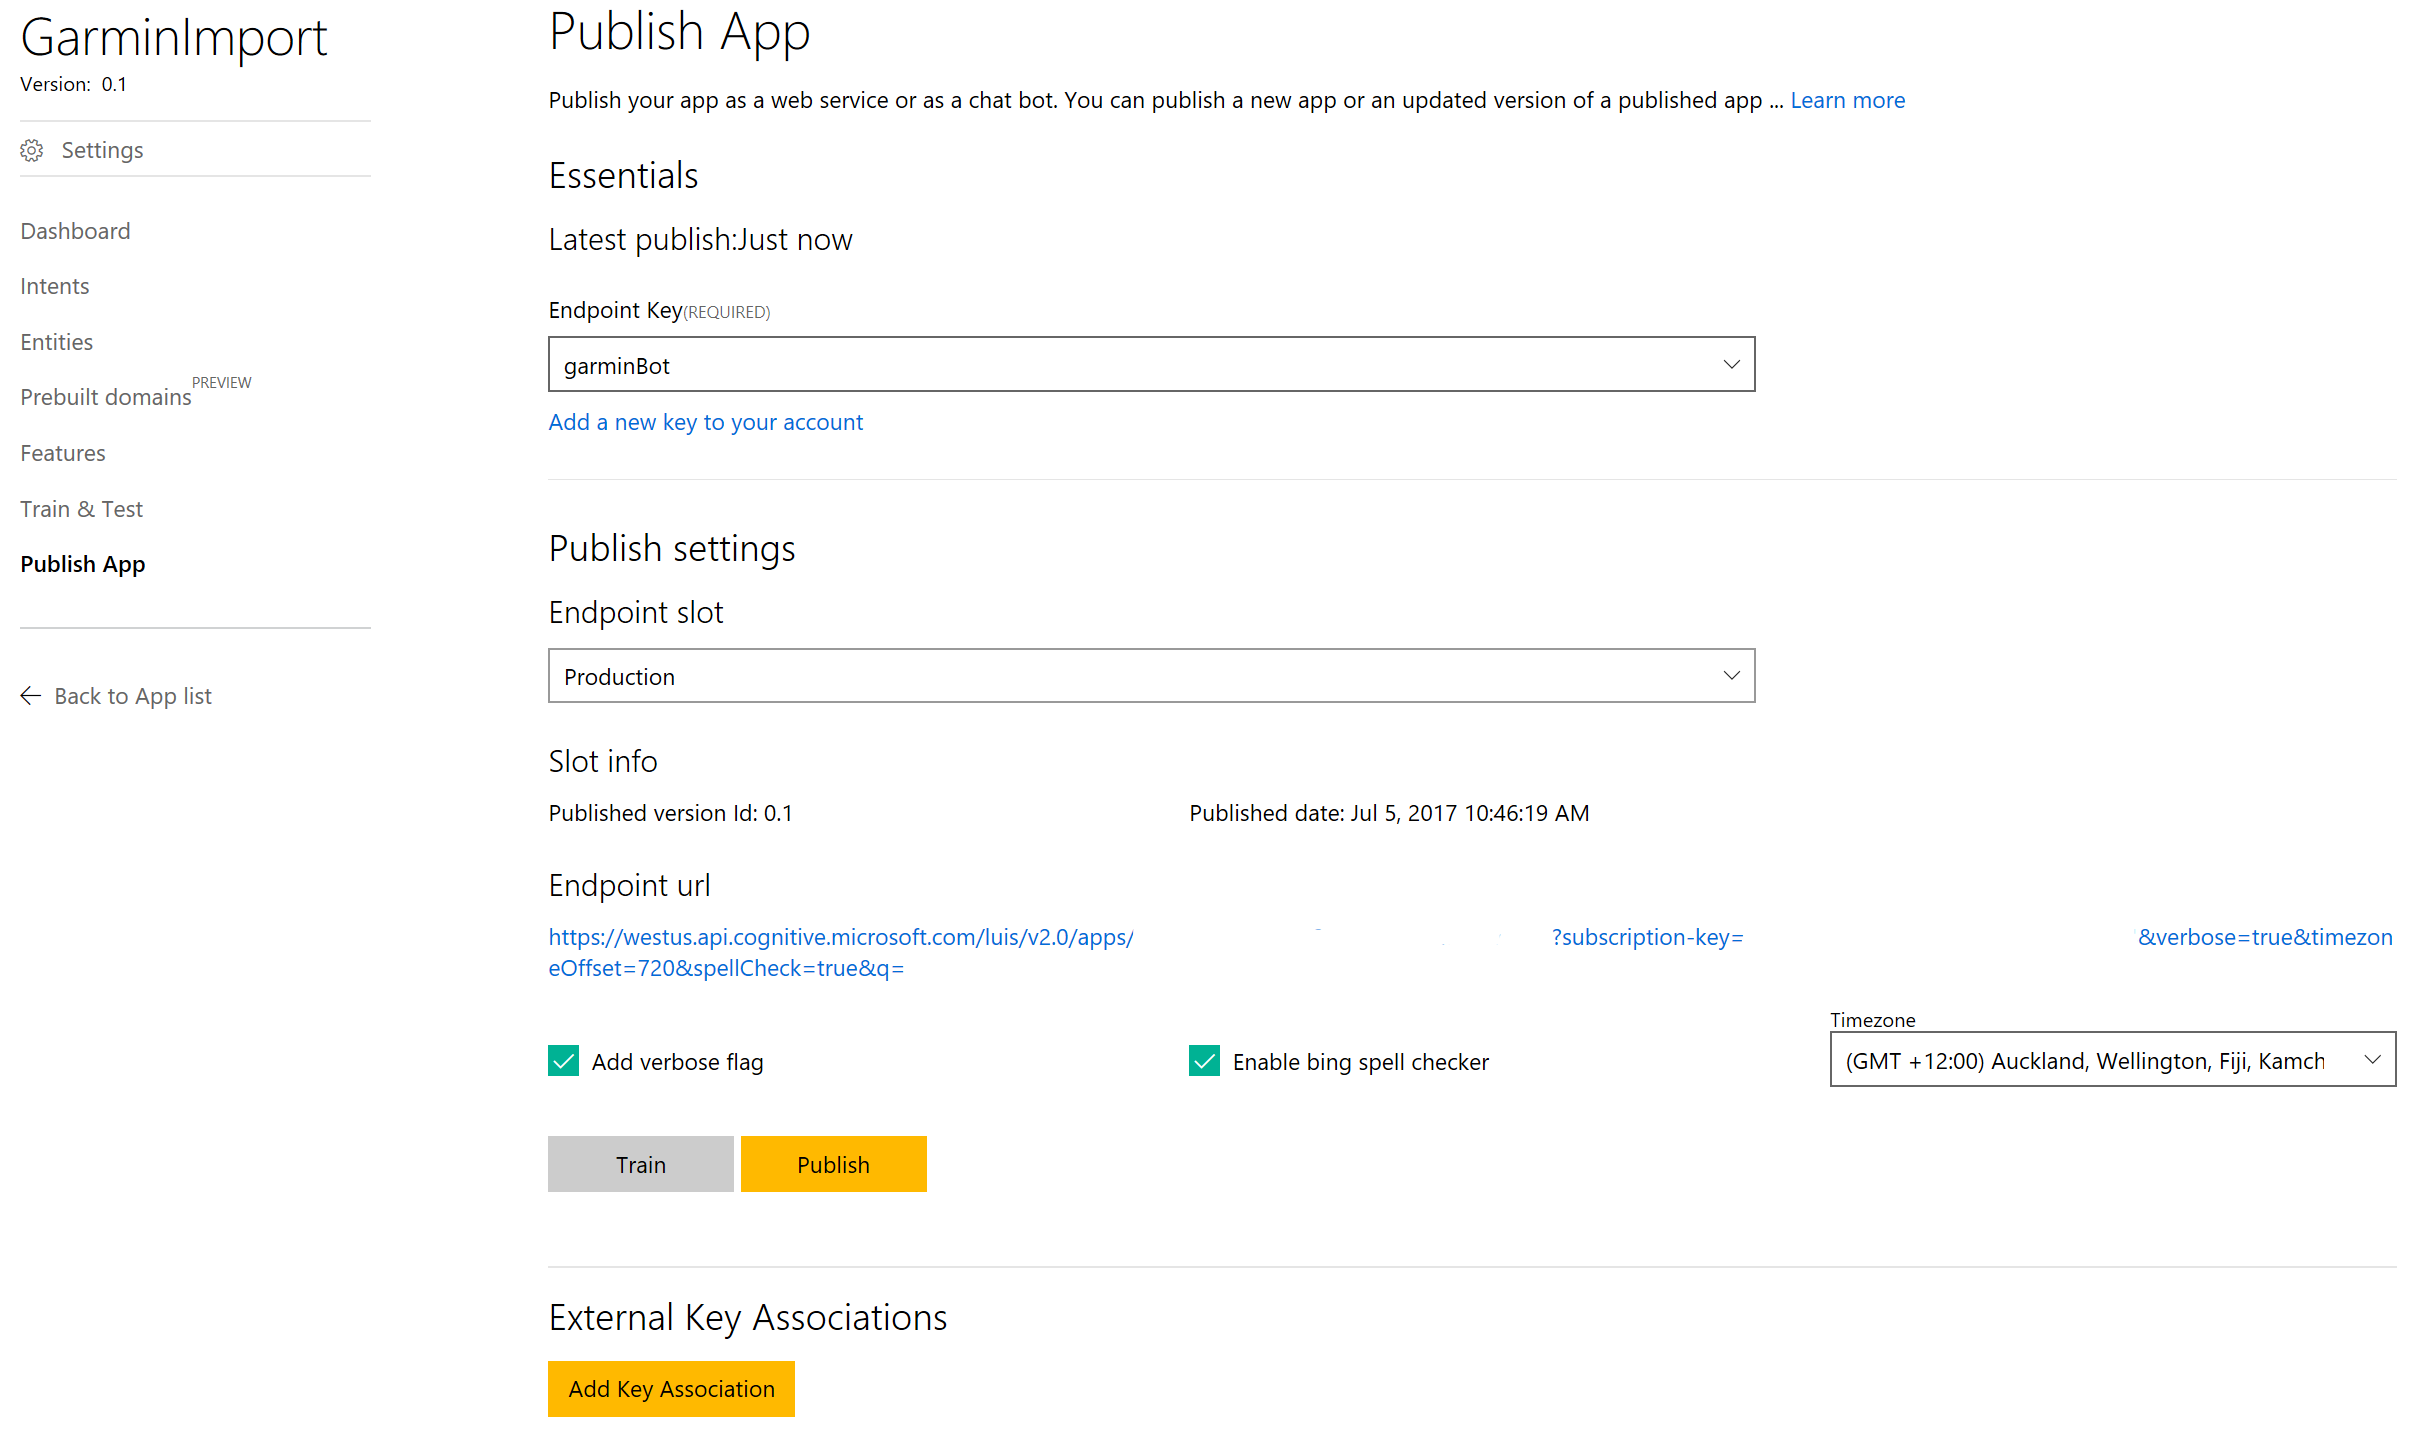 GarminImport
Version: 0.1
Settings
Dashboard
Intents
Entities
Prebuilt domains PREVIEW
Features
Train & Test
Publish App
Back to App list
Publish App
Publish your app as a web service or as a chat bot. You can publish a new app or an updated version of a published app ... Learn more
Essentials
Latest publish:Just now
Endpoint Key(REQUIRED)
garminBot
Add a new key to your account
Publish settings
Endpoint slot
Production
Slot info
Published version Id: 0.1
Published date: Jul 5, 2017 10:46:19 AM
Endpoint url
https://westus.api.cognitive.microsoft.com/luis/v2.0/apps/ ?subscription-key= &verbose=true&timezon
eOffset=720&spellCheck=true&q=
Add verbose flag
Enable bing spell checker
Timezone
(GMT +12:00) Auckland, Wellington, Fiji, Kamch
Train
Publish
External Key Associations
Add Key Association